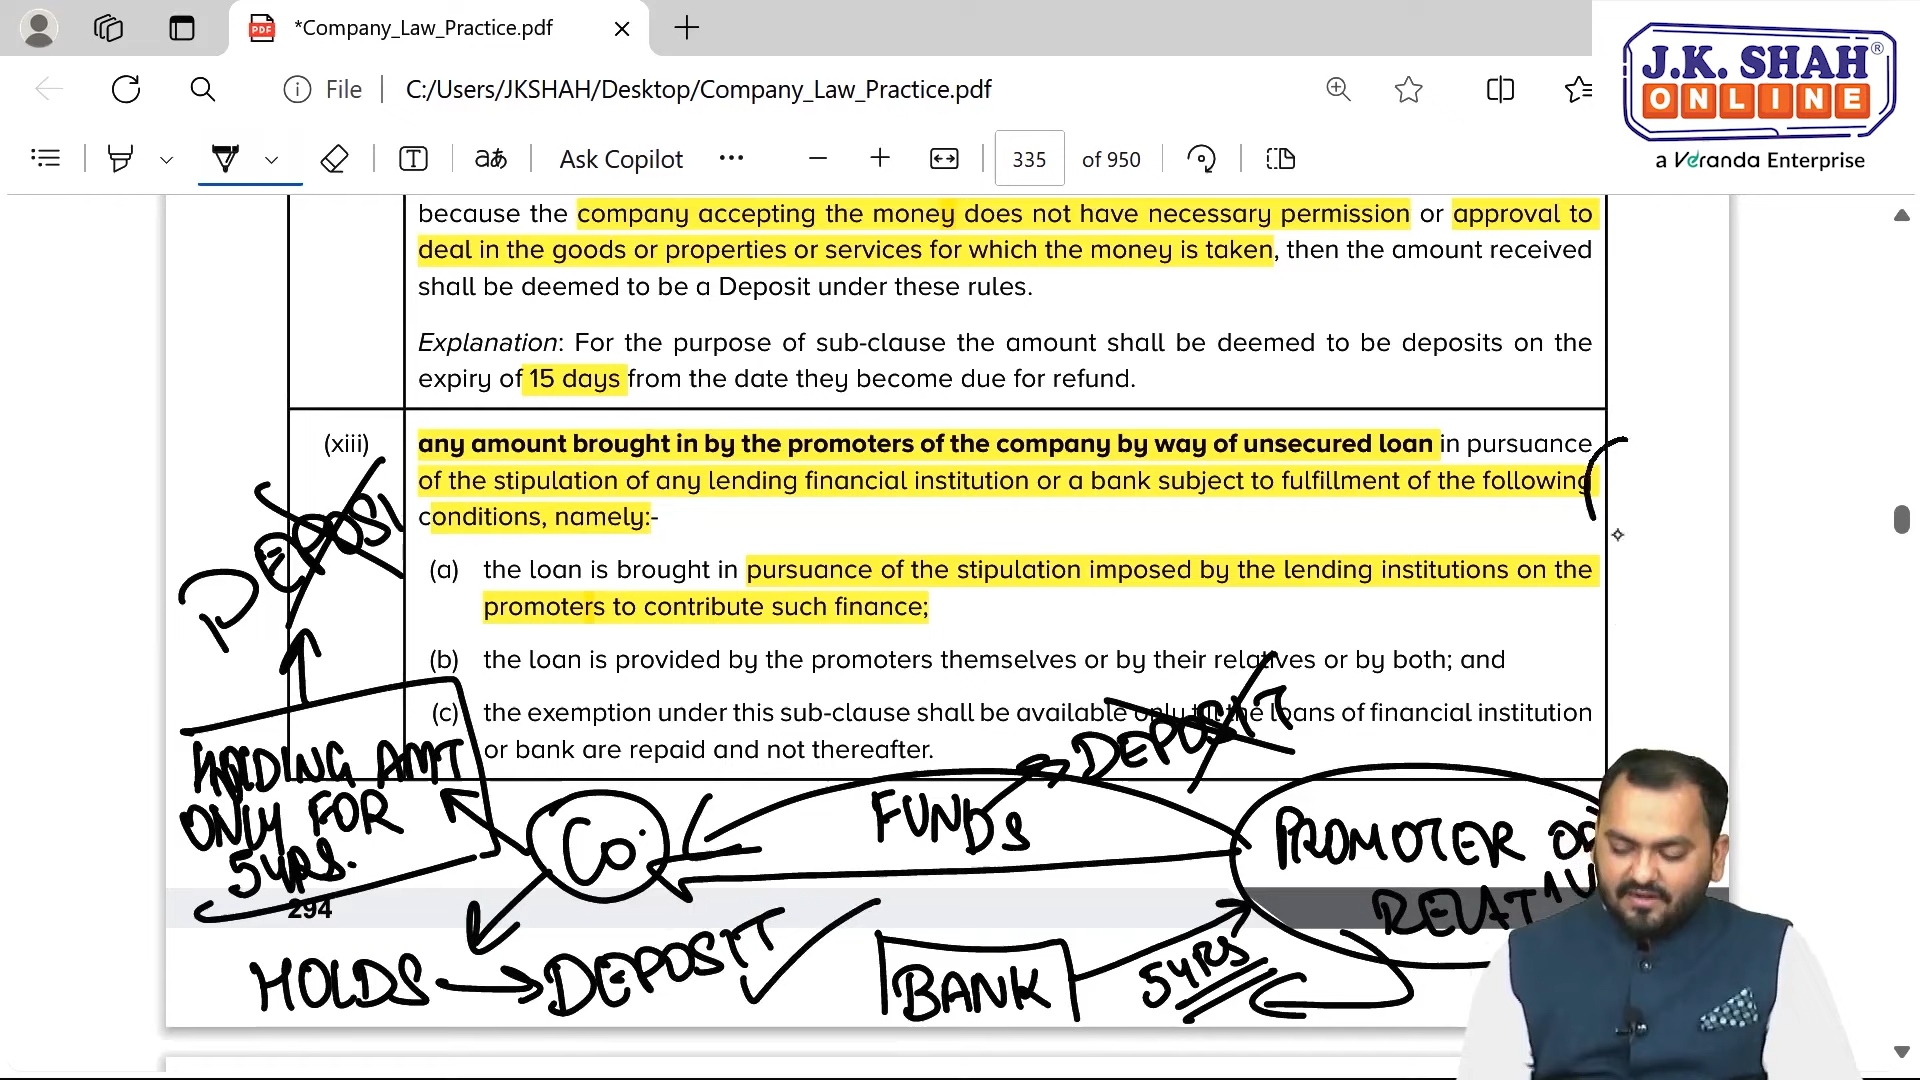 *Company_Law_Practice.pdf
File
C:/Users/JKSHAH/Desktop/Company_Law_Practice.pdf
J.K. SHAH®
ONLINE
a Veranda Enterprise
Ask Copilot
335 of 950
because the company accepting the money does not have necessary permission or approval to
deal in the goods or properties or services for which the money is taken, then the amount received
shall be deemed to be a Deposit under these rules.
Explanation: For the purpose of sub-clause the amount shall be deemed to be deposits on the
expiry of 15 days from the date they become due for refund.
(xiii) any amount brought in by the promoters of the company by way of unsecured loan in pursuance
of the stipulation of any lending financial institution or a bank subject to fulfillment of the following
conditions, namely:-
(a) the loan is brought in pursuance of the stipulation imposed by the lending institutions on the
promoters to contribute such finance;
(b) the loan is provided by the promoters themselves or by their relatives or by both; and
(c) the exemption under this sub-clause shall be available only till the loans of financial institution
or bank are repaid and not thereafter.
DEPOSI
HOLDING AMT
ONLY FOR
5 YRS.
Co.
FUNDS
DEPOSIT
PROMOTER OR
RELATIV
294
HOLDS
DEPOSIT
BANK
5 YRS